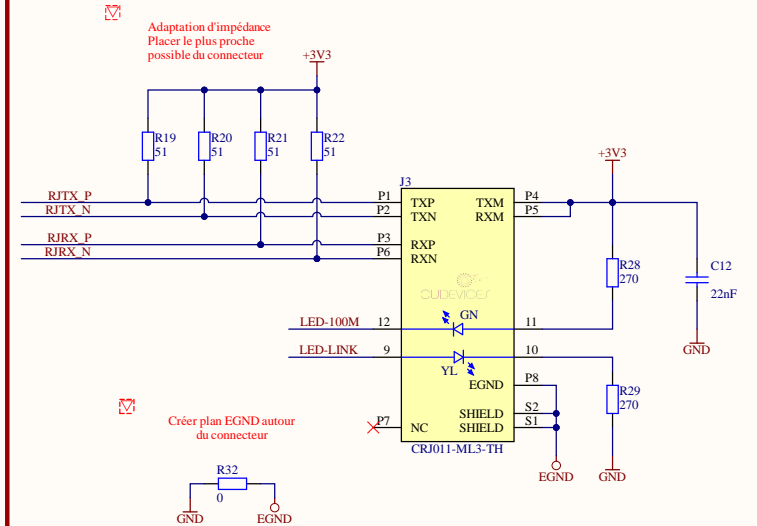 Adaptation d'impédance
Placer le plus proche
possible du connecteur
+3V3
R19
51
R20
51
R21
51
R22
51
+3V3
J3
RJTX_P
P1
TXP
TXM
P4
RJTX_N
P2
TXN
RXM
P5
RJRX_P
P3
RXP
RJRX_N
P6
RXN
R28
270
C12
22nF
CUDEVICES
GN
LED-100M
12
11
LED-LINK
9
10
YL
GND
EGND
P8
R29
270
SHIELD
S2
P7
NC
SHIELD
S1
CRJ011-ML3-TH
EGND
GND
Créer plan EGND autour
du connecteur
R32
0
GND
EGND